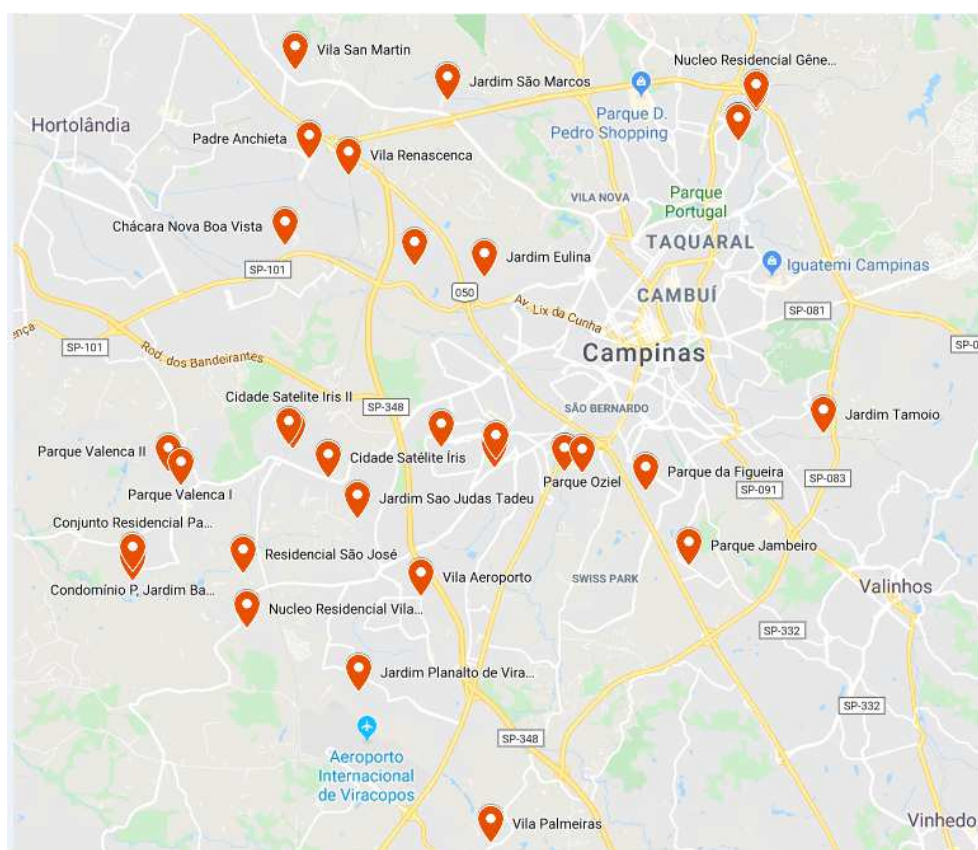 Vila San Martin
Nucleo Residencial Gêne...
Jardim São Marcos
Parque D.
Pedro Shopping
Hortolândia
Padre Anchieta
Vila Renascenca
VILA NOVA
Parque
Portugal
Chácara Nova Boa Vista
TAQUARAL
Jardim Eulina
Iguatemi Campinas
SP-101
050
CAMBUÍ
Av. Lix da Cunha
SP-081
ença
SP-101
Rod. dos Bandeirantes
Campinas
SP-0
Cidade Satelite Iris II
SP-348
SÃO BERNARDO
Jardim Tamoio
Parque Valenca II
Cidade Satélite Íris
Parque da Figueira
Parque Oziel
SP-083
Parque Valenca I
Jardim Sao Judas Tadeu
SP-091
Conjunto Residencial Pa...
Residencial São José
Parque Jambeiro
Condomínio P, Jardim Ba...
Vila Aeroporto
SWISS PARK
Valinhos
Nucleo Residencial Vila...
SP-332
Jardim Planalto de Vira...
SP-332
SP-348
Aeroporto
Internacional
de Viracopos
Vila Palmeiras
Vinhedo